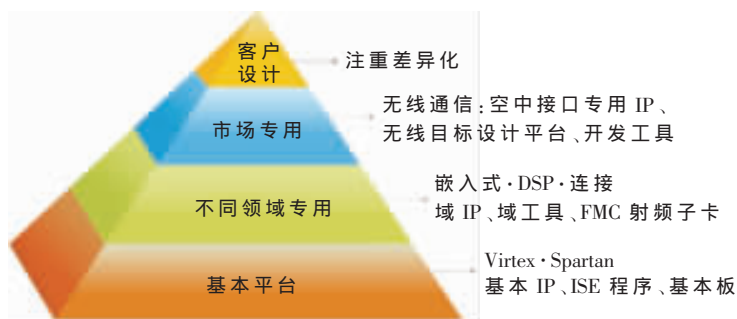 客户
设计
注重差异化
无线通信:空中接口专用 IP、
无线目标设计平台、开发工具
市场专用
嵌入式·DSP·连接
域 IP、域工具、FMC 射频子卡
不同领域专用
Virtex·Spartan
基本 IP、ISE 程序、基本板
基本平台